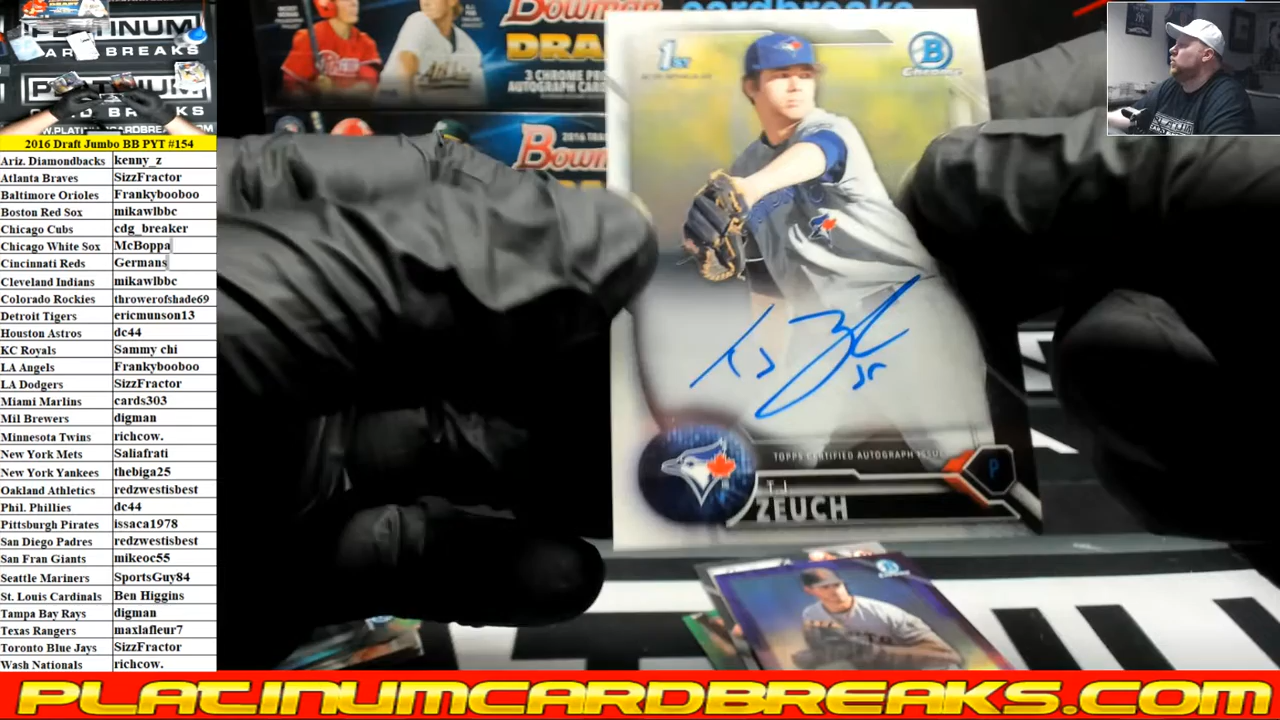 PLATINUM
CARD BREAKS
PLATINUM
WWW.PLATINUMCARDBREAKS.COM
2016 Draft Jumbo BB PYT #154
Ariz. Diamondbacks kenny_z
Atlanta Braves SizzFractor
Baltimore Orioles Frankybooboo
Boston Red Sox mikawlbbc
Chicago Cubs cdg_breaker
Chicago White Sox McBoppa
Cincinnati Reds Germans
Cleveland Indians mikawlbbc
Colorado Rockies throwerofshade69
Detroit Tigers ericmunson13
Houston Astros dc44
KC Royals Sammy chi
LA Angels Frankybooboo
LA Dodgers SizzFractor
Miami Marlins cards303
Mil Brewers digman
Minnesota Twins richcow.
New York Mets Saliafrati
New York Yankees thebiga25
Oakland Athletics redzwestisbest
Phil. Phillies dc44
Pittsburgh Pirates issaca1978
San Diego Padres redzwestisbest
San Fran Giants mikeoc55
Seattle Mariners SportsGuy84
St. Louis Cardinals Ben Higgins
Tampa Bay Rays digman
Texas Rangers maxlafleur7
Toronto Blue Jays SizzFractor
Wash Nationals richcow.
Bowman
DRA
3 CHROME PRO
AUTOGRAPH CAR
Bowman
cardbreaks
1ST
B
Chrome
TJ Z Jr
TOPPS CERTIFIED AUTOGRAPH ISSUE
T.J.
ZEUCH
P
PLATINUMCARDBREAKS.COM